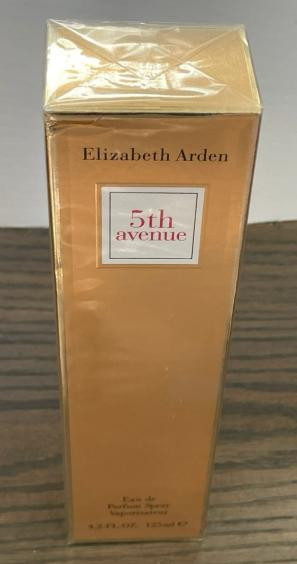 Elizabeth Arden
5th
avenue
Eau de
Parfum Spray
Vaporisateur
4.2 FL.OZ. 125ml ℮